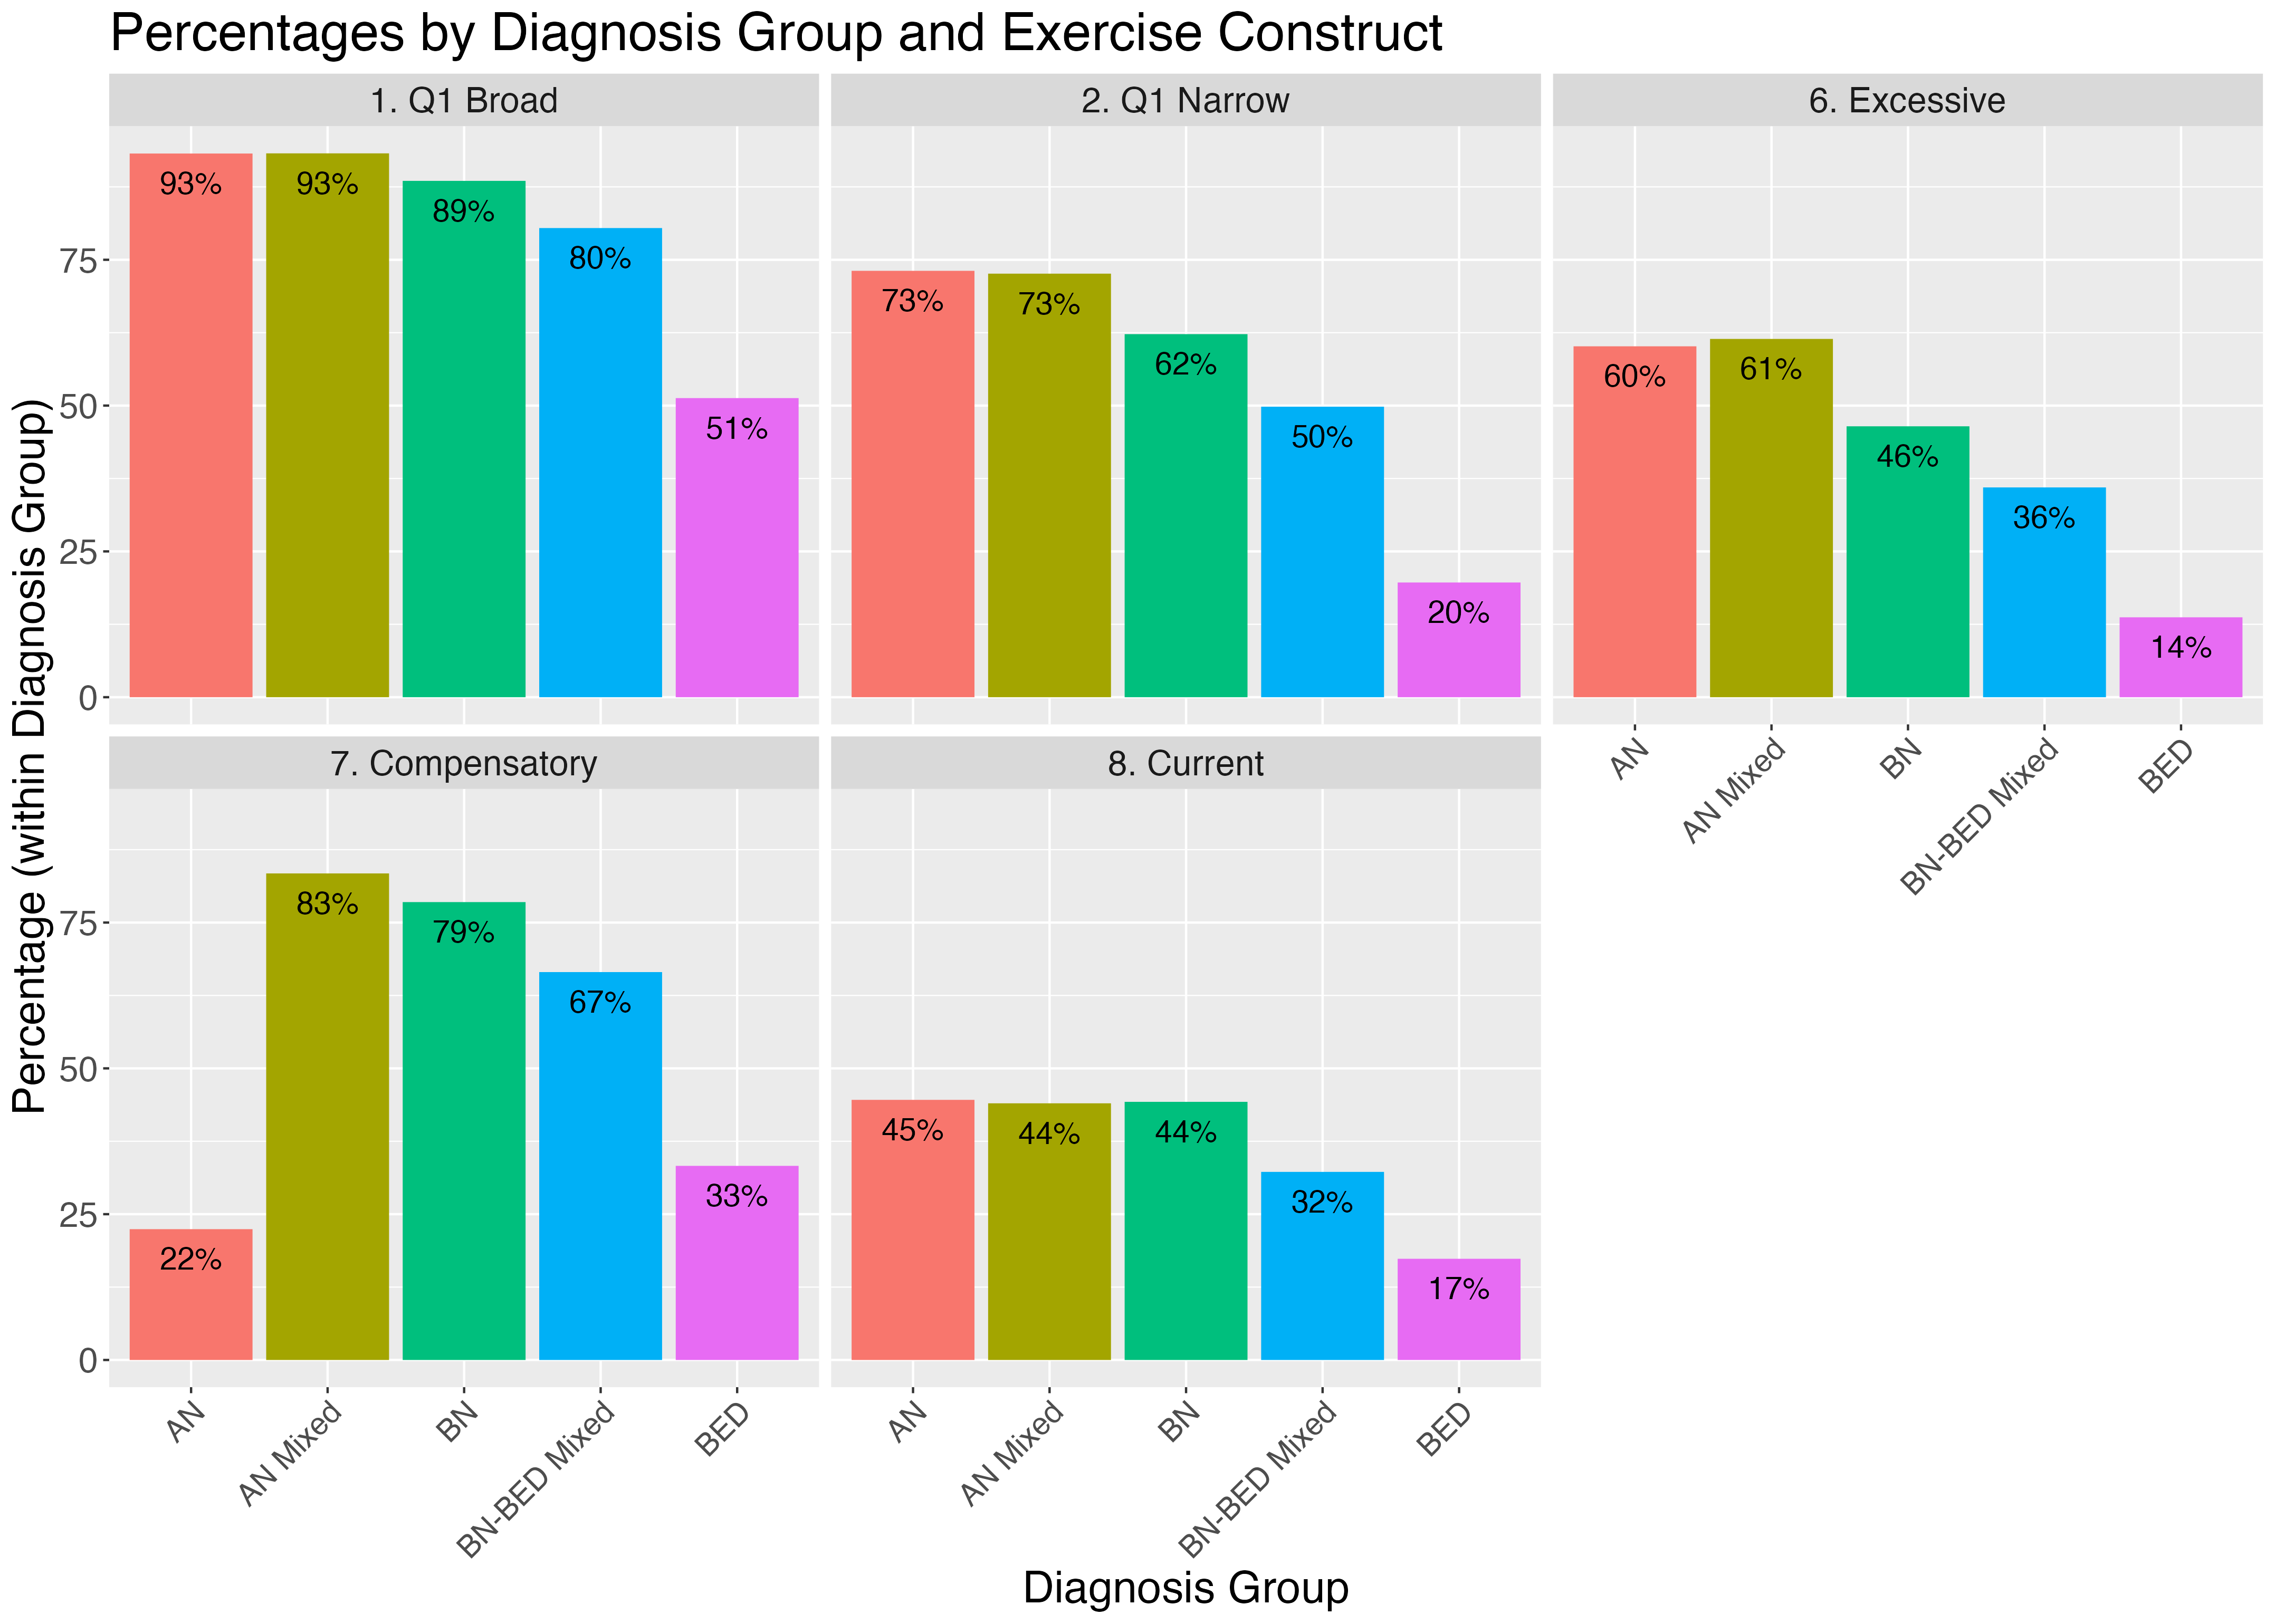 Percentages by Diagnosis Group and Exercise Construct
1. Q1 Broad
2. Q1 Narrow
6. Excessive
93%
93%
89%
80%
51%
73%
73%
62%
50%
20%
60%
61%
46%
36%
14%
75
50
25
0
AN
AN Mixed
BN
BN-BED Mixed
BED
7. Compensatory
8. Current
22%
83%
79%
67%
33%
45%
44%
44%
32%
17%
75
50
25
0
AN
AN Mixed
BN
BN-BED Mixed
BED
AN
AN Mixed
BN
BN-BED Mixed
BED
Percentage (within Diagnosis Group)
Diagnosis Group